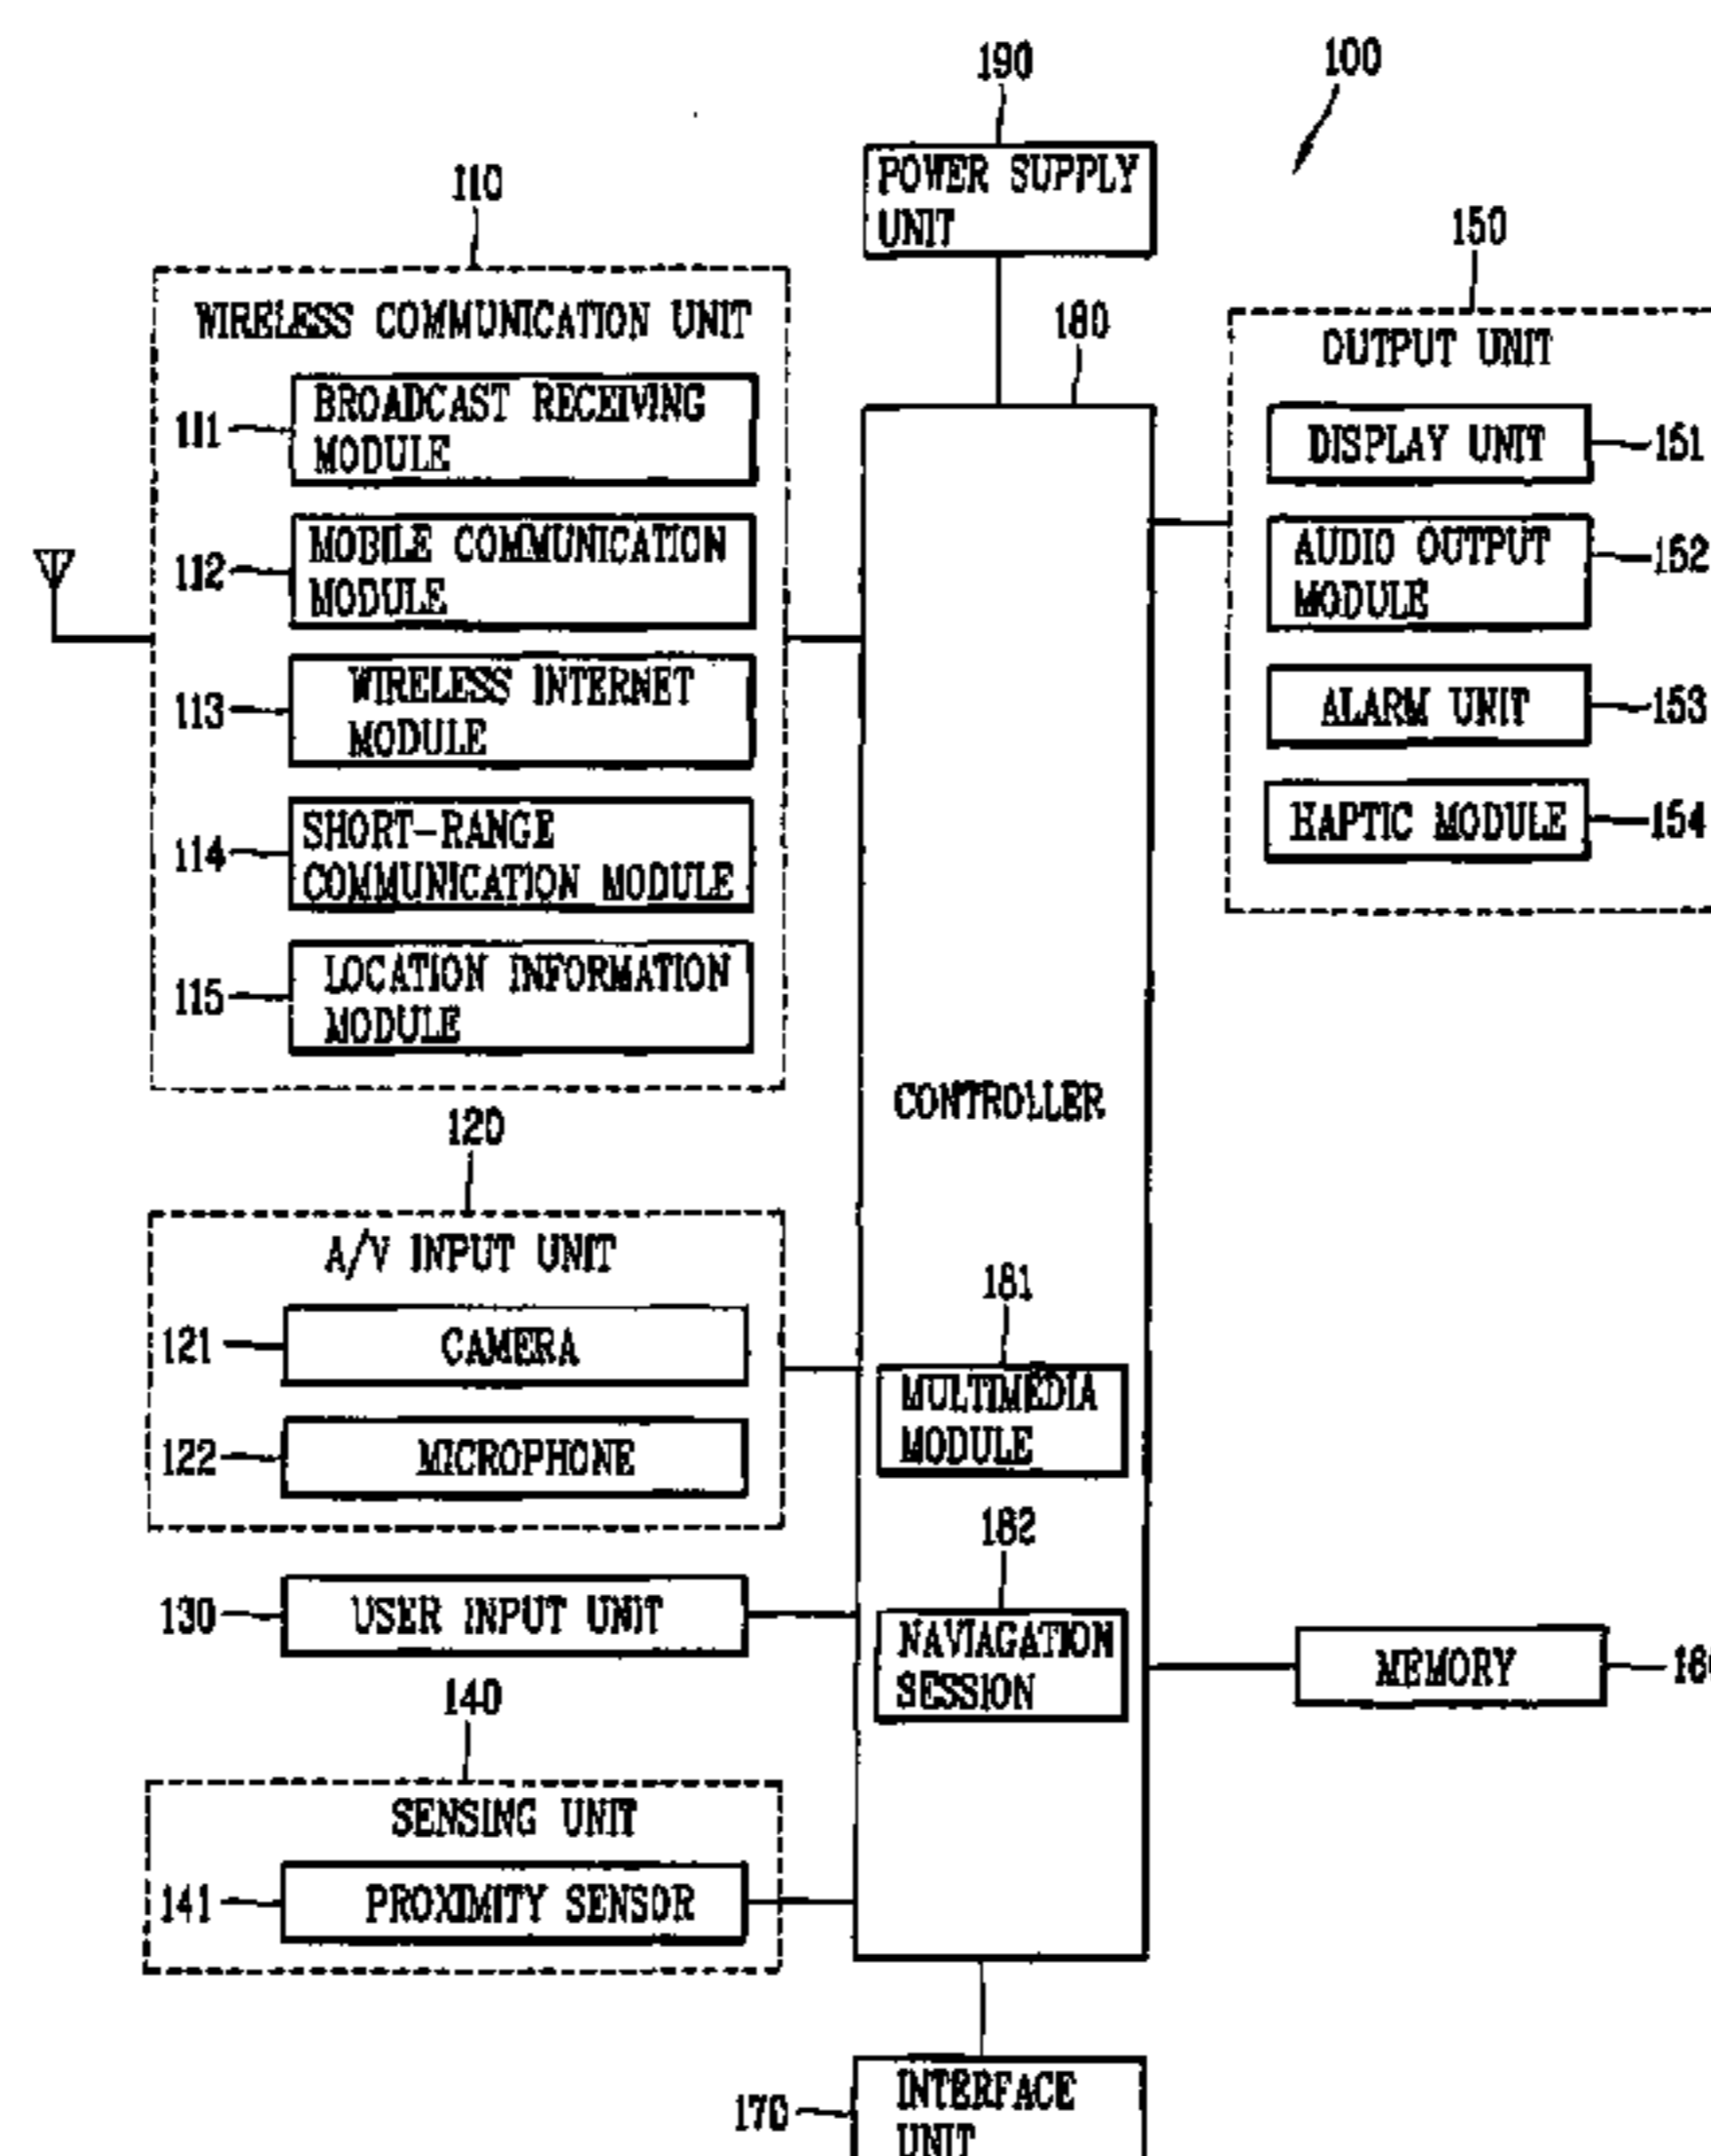 190
100
POWER SUPPLY
UNIT
110
WIRELESS COMMUNICATION UNIT
111
BROADCAST RECEIVING
MODULE
112
MOBILE COMMUNICATION
MODULE
113
WIRELESS INTERNET
MODULE
114
SHORT-RANGE
COMMUNICATION MODULE
115
LOCATION INFORMATION
MODULE
180
CONTROLLER
150
OUTPUT UNIT
DISPLAY UNIT
151
AUDIO OUTPUT
MODULE
152
ALARM UNIT
153
HAPTIC MODULE
154
120
A/V INPUT UNIT
121
CAMERA
122
MICROPHONE
181
MULTIMEDIA
MODULE
182
NAVIAGATION
SESSION
130
USER INPUT UNIT
MEMORY
140
SENSING UNIT
141
PROXIMITY SENSOR
170
INTERFACE
UNIT